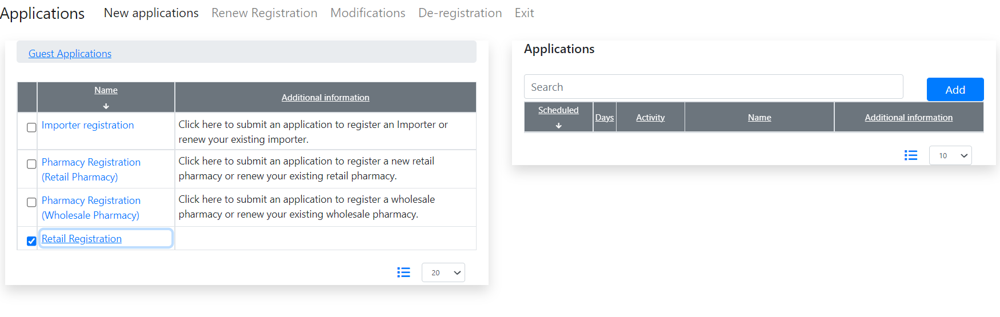 Applications New applications Renew Registration Modifications De-registration Exit
Guest Applications
Name Additional information
Importer registration Click here to submit an application to register an Importer or
renew your existing importer.
Pharmacy Registration Click here to submit an application to register a new retail
(Retail Pharmacy) pharmacy or renew your existing retail pharmacy.
Pharmacy Registration Click here to submit an application to register a wholesale
(Wholesale Pharmacy) pharmacy or renew your existing wholesale pharmacy.
Retail Registration
20
Applications
Search Add
Scheduled Days Activity Name Additional information
10